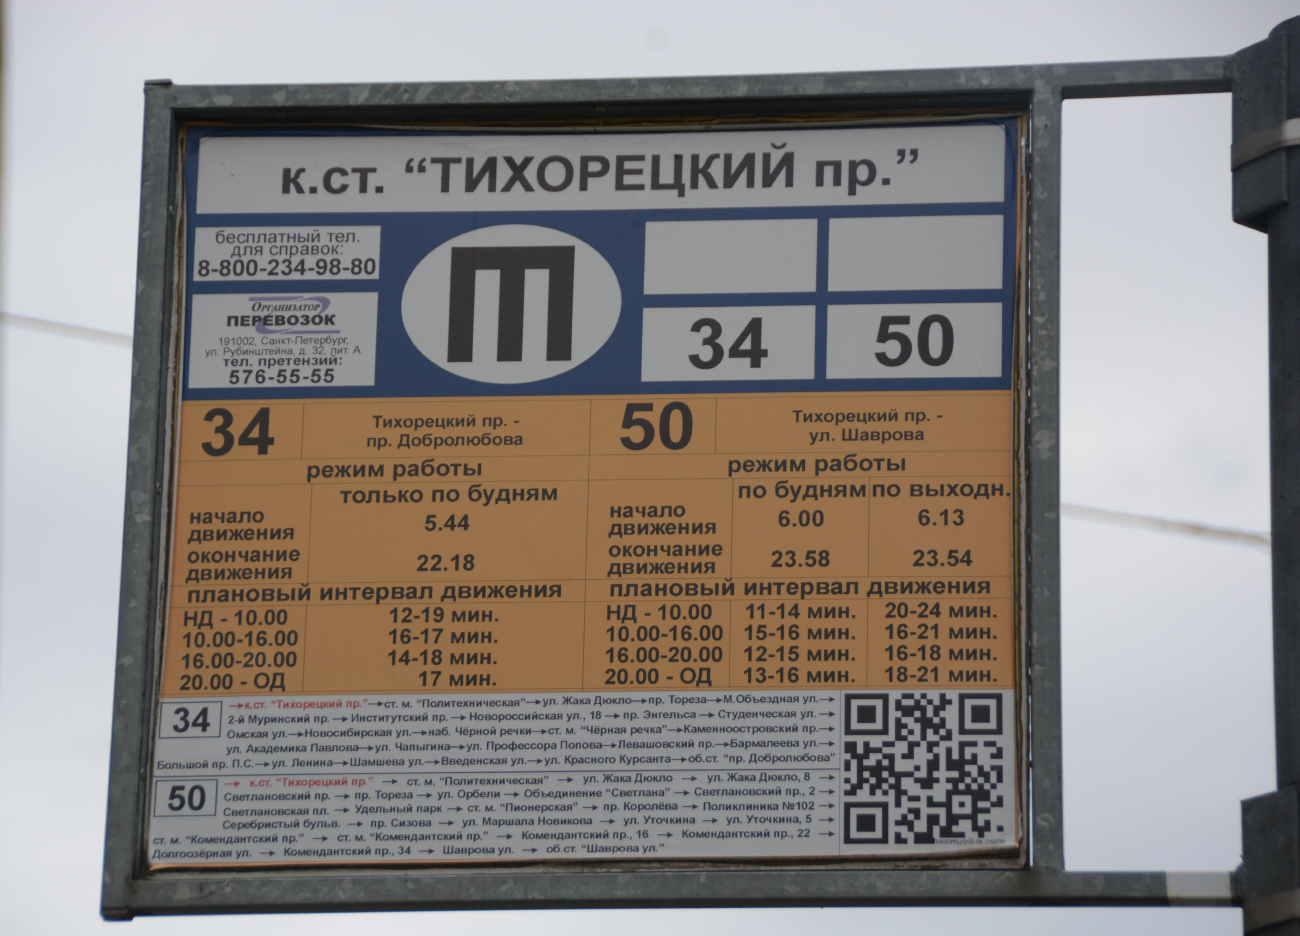 к.ст. “ТИХОРЕЦКИЙ пр.”
бесплатный тел.
для справок:
8-800-234-98-80
Организатор
ПЕРЕВОЗОК
191002, Санкт-Петербург,
ул. Рубинштейна, д. 32, лит. А
тел. претензий:
576-55-55
Т
34
50
34
Тихорецкий пр. -
пр. Добролюбова
режим работы
только по будням
начало
движения
5.44
окончание
движения
22.18
плановый интервал движения
НД - 10.00 12-19 мин.
10.00-16.00 16-17 мин.
16.00-20.00 14-18 мин.
20.00 - ОД 17 мин.
50
Тихорецкий пр. -
ул. Шаврова
режим работы
по будням по выходн.
начало
движения
6.00 6.13
окончание
движения
23.58 23.54
плановый интервал движения
НД - 10.00 11-14 мин. 20-24 мин.
10.00-16.00 15-16 мин. 16-21 мин.
16.00-20.00 12-15 мин. 16-18 мин.
20.00 - ОД 13-16 мин. 18-21 мин.
34
→к.ст. "Тихорецкий пр."→ст. м. "Политехническая"→ул. Жака Дюкло→пр. Тореза→М.Объездная ул.→
2-й Муринский пр.→Институтский пр.→Новороссийская ул., 18→пр. Энгельса→Студенческая ул.→
Омская ул.→Новосибирская ул.→наб. Чёрной речки→ст. м. "Чёрная речка"→Каменноостровский пр.→
ул. Академика Павлова→ул. Чапыгина→ул. Профессора Попова→Левашовский пр.→Бармалеева ул.→
Большой пр. П.С.→ул. Ленина→Шамшева ул.→Введенская ул.→ул. Красного Курсанта→об.ст. "пр. Добролюбова"
50
→ к.ст. "Тихорецкий пр." → ст. м. "Политехническая" → ул. Жака Дюкло → ул. Жака Дюкло, 8 →
Светлановский пр. → пр. Тореза → ул. Орбели → Объединение "Светлана" → Светлановский пр., 2 →
Светлановская пл. → Удельный парк → ст. м. "Пионерская" → пр. Королёва → Поликлиника №102
Серебристый бульв. → пр. Сизова → ул. Маршала Новикова → ул. Уточкина → ул. Уточкина, 5 →
ст. м. "Комендантский пр." → ст. м. "Комендантский пр." → Комендантский пр., 16 → Комендантский пр., 22 →
Долгоозёрная ул. → Комендантский пр., 34 → Шаврова ул. → об.ст. "Шаврова ул."
ТИХОРЕЦКИЙ ПР.